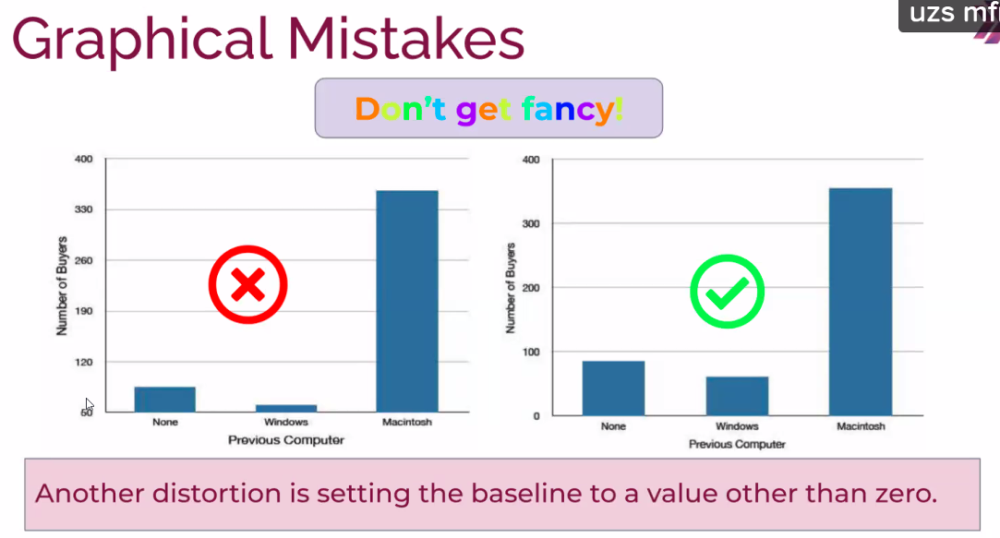 uzs mf
Graphical Mistakes
Don't get fancy!
400
330
260
190
120
50
Number of Buyers
None Windows Macintosh
Previous Computer
400
300
200
100
0
Number of Buyers
None Windows Macintosh
Previous Computer
Another distortion is setting the baseline to a value other than zero.